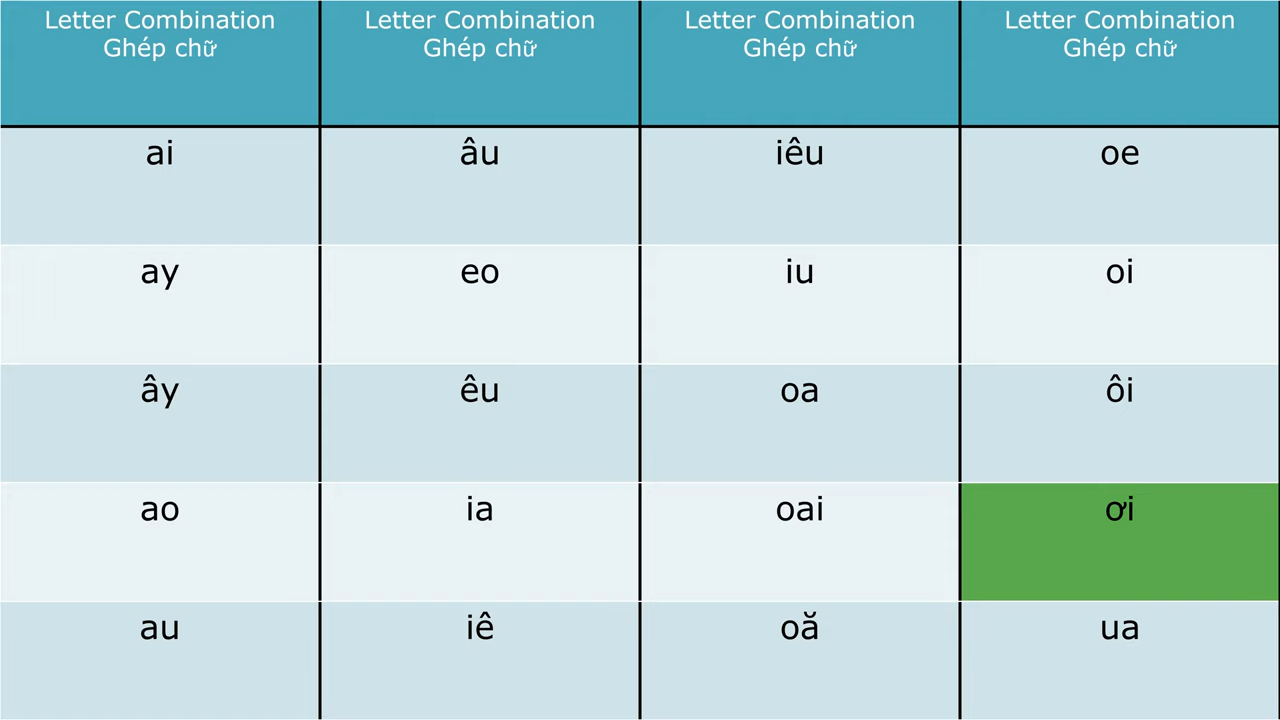 Letter Combination Letter Combination Letter Combination Letter Combination
Ghép chữ Ghép chữ Ghép chữ Ghép chữ
ai âu iêu oe
ay eo iu oi
ây êu oa ôi
ao ia oai ơi
au iê oă ua